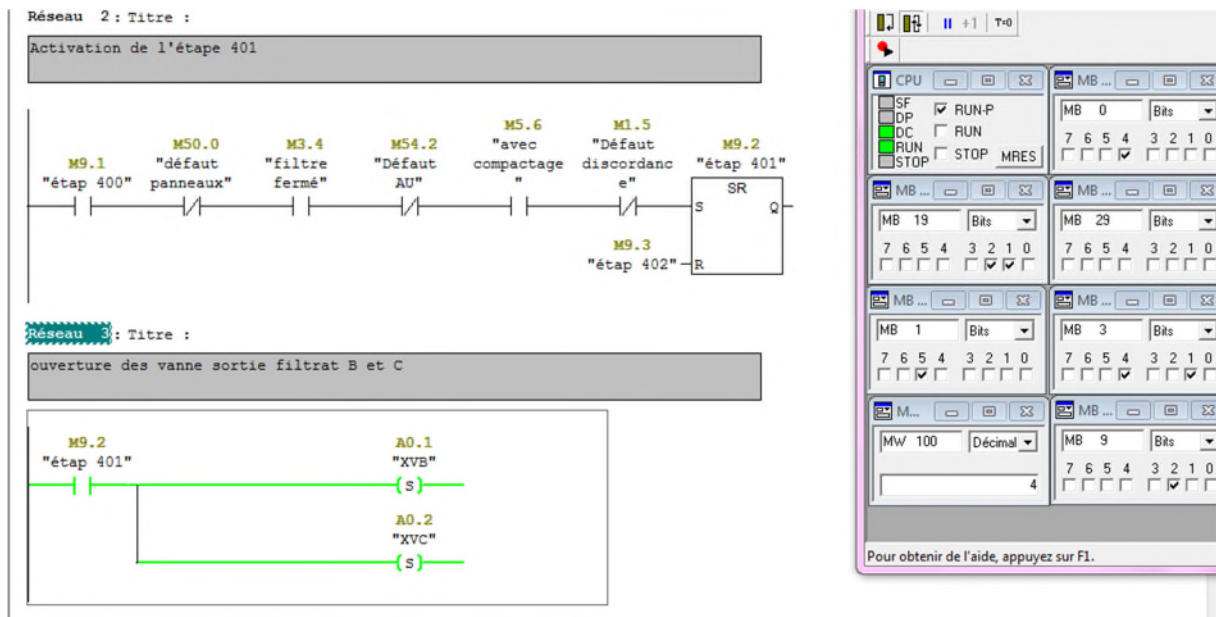 Réseau 2 : Titre :
Activation de l'étape 401
M9.1
"étap 400"
M50.0
"défaut
panneaux"
M3.4
"filtre
fermé"
M54.2
"Défaut
AU"
M5.6
"avec
compactage
"
M1.5
"Défaut
discordanc
e"
M9.2
"étap 401"
SR
S Q
M9.3
"étap 402"
R
Réseau 3 : Titre :
ouverture des vanne sortie filtrat B et C
M9.2
"étap 401"
A0.1
"XVB"
S
A0.2
"XVC"
S
+1 T=0
CPU
SF
DP
DC
RUN
STOP
RUN-P
RUN
STOP MRES
MB ...
MB 0 Bits
7 6 5 4 3 2 1 0
MB ...
MB 19 Bits
7 6 5 4 3 2 1 0
MB ...
MB 29 Bits
7 6 5 4 3 2 1 0
MB ...
MB 1 Bits
7 6 5 4 3 2 1 0
MB ...
MB 3 Bits
7 6 5 4 3 2 1 0
M...
MW 100 Décimal
4
MB ...
MB 9 Bits
7 6 5 4 3 2 1 0
Pour obtenir de l'aide, appuyez sur F1.